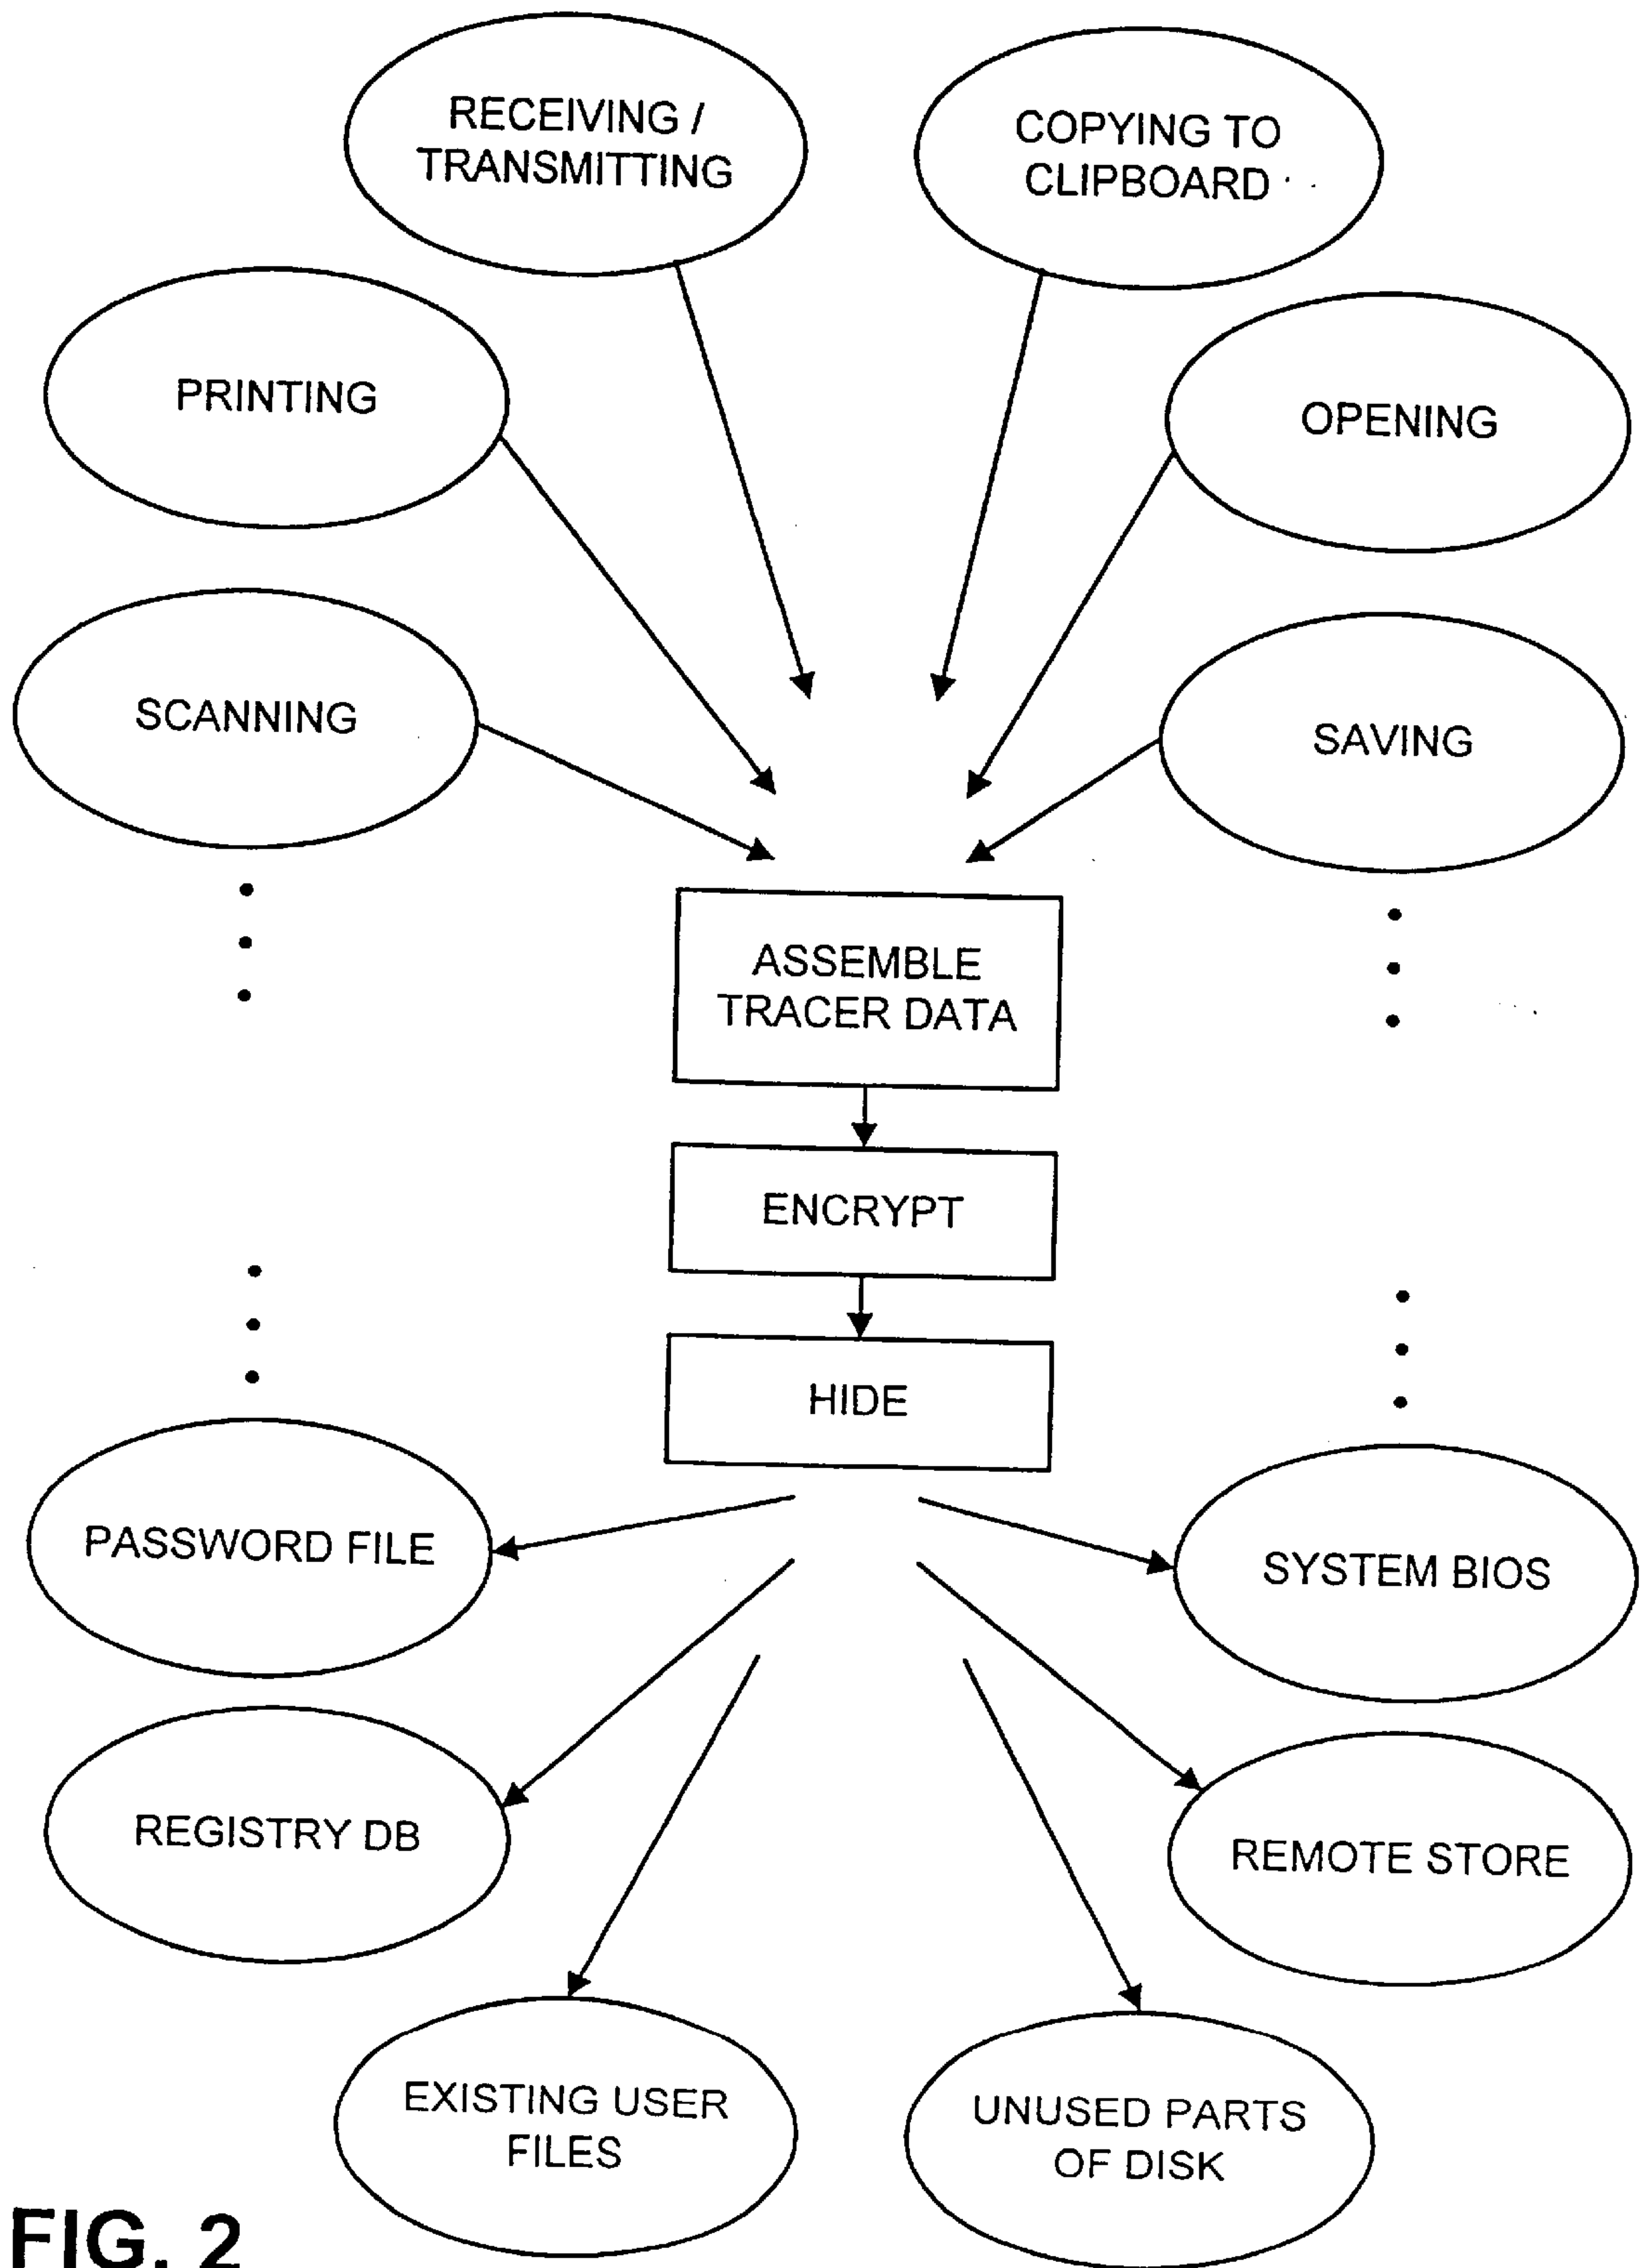 RECEIVING /
TRANSMITTING
COPYING TO
CLIPBOARD
PRINTING
OPENING
SCANNING
SAVING
ASSEMBLE
TRACER DATA
ENCRYPT
HIDE
PASSWORD FILE
SYSTEM BIOS
REGISTRY DB
REMOTE STORE
EXISTING USER
FILES
UNUSED PARTS
OF DISK
FIG. 2